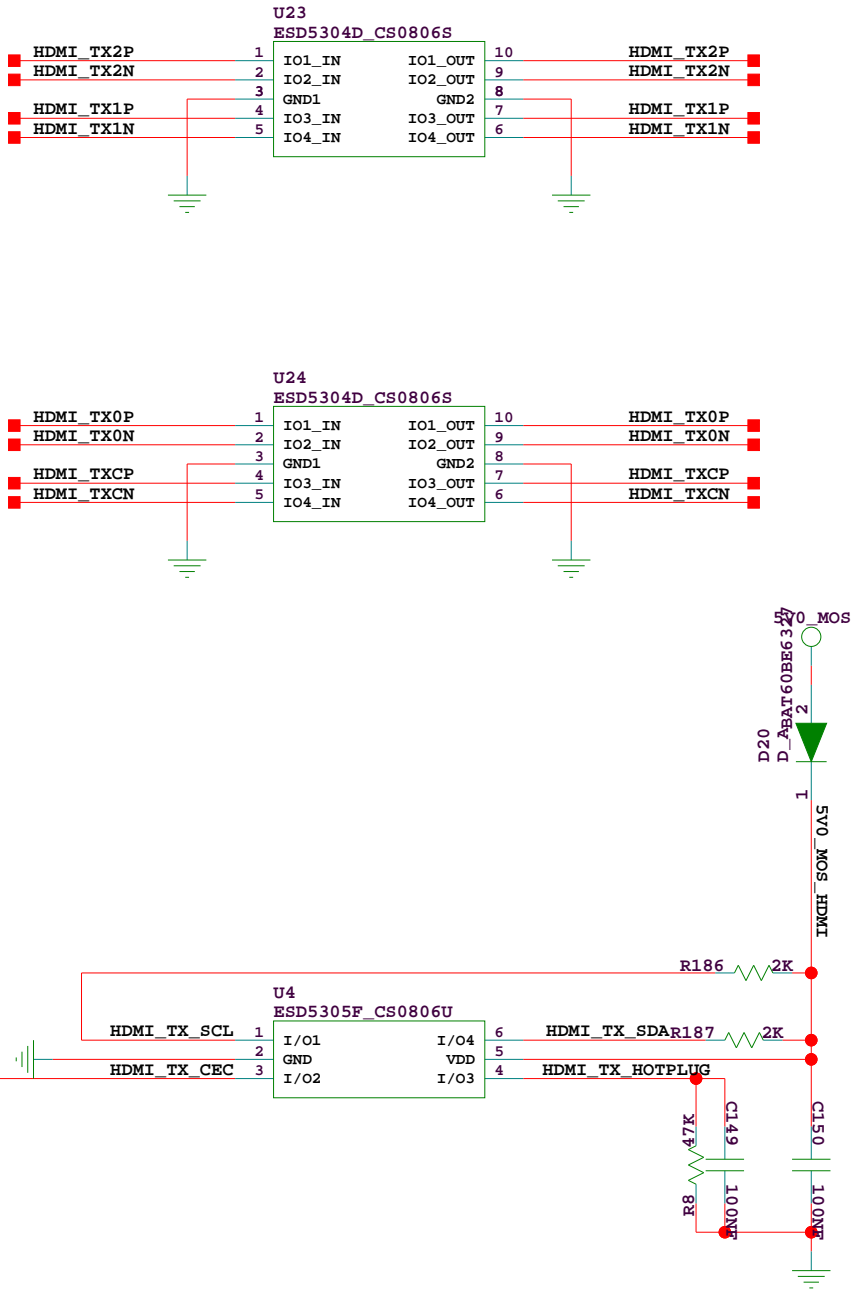 U23
ESD5304D_CS0806S
HDMI_TX2P 1 IO1_IN IO1_OUT 10 HDMI_TX2P
HDMI_TX2N 2 IO2_IN IO2_OUT 9 HDMI_TX2N
3 GND1 GND2 8
HDMI_TX1P 4 IO3_IN IO3_OUT 7 HDMI_TX1P
HDMI_TX1N 5 IO4_IN IO4_OUT 6 HDMI_TX1N
U24
ESD5304D_CS0806S
HDMI_TX0P 1 IO1_IN IO1_OUT 10 HDMI_TX0P
HDMI_TX0N 2 IO2_IN IO2_OUT 9 HDMI_TX0N
3 GND1 GND2 8
HDMI_TXCP 4 IO3_IN IO3_OUT 7 HDMI_TXCP
HDMI_TXCN 5 IO4_IN IO4_OUT 6 HDMI_TXCN
5V0_MOS
D20
D_ABAT60BE6327
2
1
5V0_MOS_HDMI
R186 2K
U4
ESD5305F_CS0806U
HDMI_TX_SCL 1 I/O1 I/O4 6 HDMI_TX_SDA R187 2K
2 GND VDD 5
HDMI_TX_CEC 3 I/O2 I/O3 4 HDMI_TX_HOTPLUG
R8 47K
C149 100NF
C150 100NF